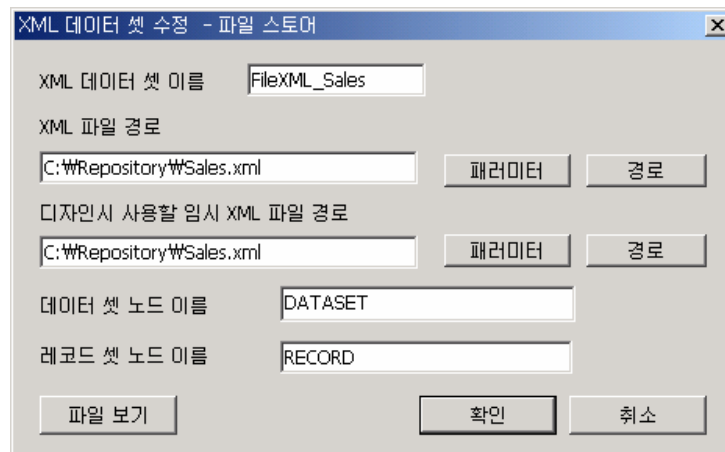 XML 데이터 셋 수정 - 파일 스토어
XML 데이터 셋 이름 FileXML_Sales
XML 파일 경로
C:₩Repository₩Sales.xml 패러미터 경로
디자인시 사용할 임시 XML 파일 경로
C:₩Repository₩Sales.xml 패러미터 경로
데이터 셋 노드 이름 DATASET
레코드 셋 노드 이름 RECORD
파일 보기 확인 취소